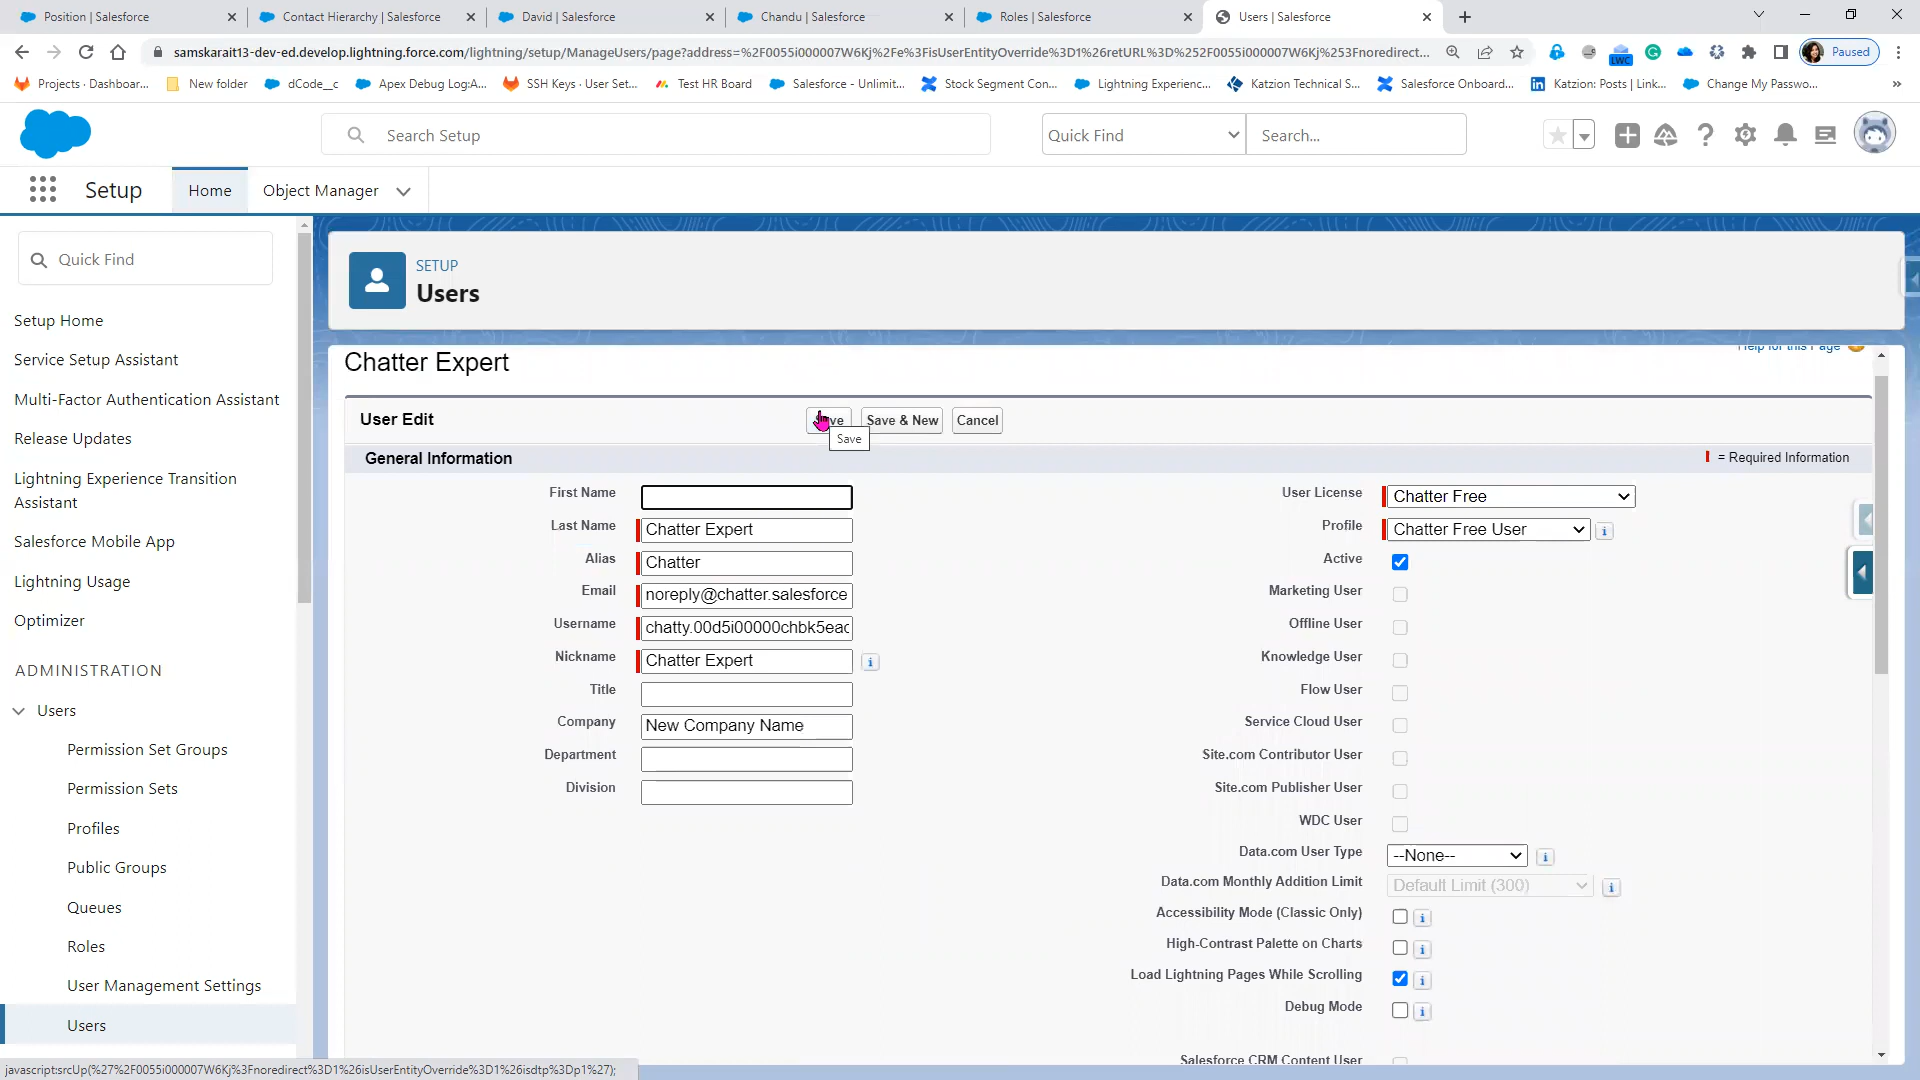 Position | Salesforce
Contact Hierarchy | Salesforce
David | Salesforce
Chandu | Salesforce
Roles | Salesforce
Users | Salesforce
samskarait13-dev-ed.develop.lightning.force.com/lightning/setup/ManageUsers/page?address=%2F0055i000007W6Kj%2Fe%3FisUserEntityOverride%3D1%26retURL%3D%252F0055i000007W6Kj%253Fnoredirect...
Paused
Projects · Dashboar...
New folder
dCode__c
Apex Debug Log:A...
SSH Keys · User Set...
Test HR Board
Salesforce - Unlimit...
Stock Segment Con...
Lightning Experienc...
Katzion Technical S...
Salesforce Onboard...
Katzion: Posts | Link...
Change My Passwo...
»
Search Setup
Quick Find
Search...
Setup
Home
Object Manager
Quick Find
Setup Home
Service Setup Assistant
Multi-Factor Authentication Assistant
Release Updates
Lightning Experience Transition
Assistant
Salesforce Mobile App
Lightning Usage
Optimizer
ADMINISTRATION
Users
Permission Set Groups
Permission Sets
Profiles
Public Groups
Queues
Roles
User Management Settings
Users
SETUP
Users
Help for this Page
Chatter Expert
User Edit
Save & New
Cancel
Save
General Information
= Required Information
First Name
Last Name Chatter Expert
Alias Chatter
Email noreply@chatter.salesforce
Username chatty.00d5i00000chbk5eac
Nickname Chatter Expert
Title
Company New Company Name
Department
Division
User License Chatter Free
Profile Chatter Free User
Active
Marketing User
Offline User
Knowledge User
Flow User
Service Cloud User
Site.com Contributor User
Site.com Publisher User
WDC User
Data.com User Type --None--
Data.com Monthly Addition Limit Default Limit (300)
Accessibility Mode (Classic Only)
High-Contrast Palette on Charts
Load Lightning Pages While Scrolling
Debug Mode
Salesforce CRM Content User
javascript:srcUp(%27%2F0055i000007W6Kj%3Fnoredirect%3D1%26isUserEntityOverride%3D1%26isdtp%3Dp1%27);